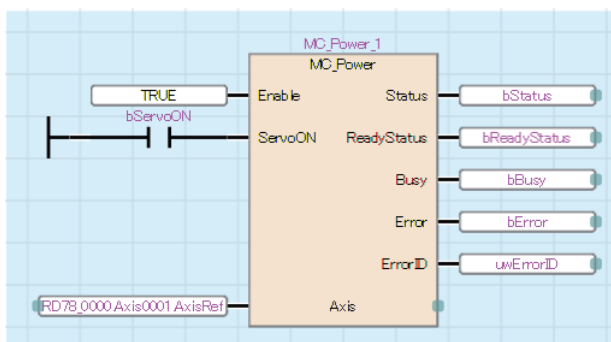 MC_Power_1
MC_Power
TRUE Enable Status bStatus
bServoON
ServoON ReadyStatus bReadyStatus
Busy bBusy
Error bError
ErrorID uwErrorID
RD78_0000.Axis0001.AxisRef Axis